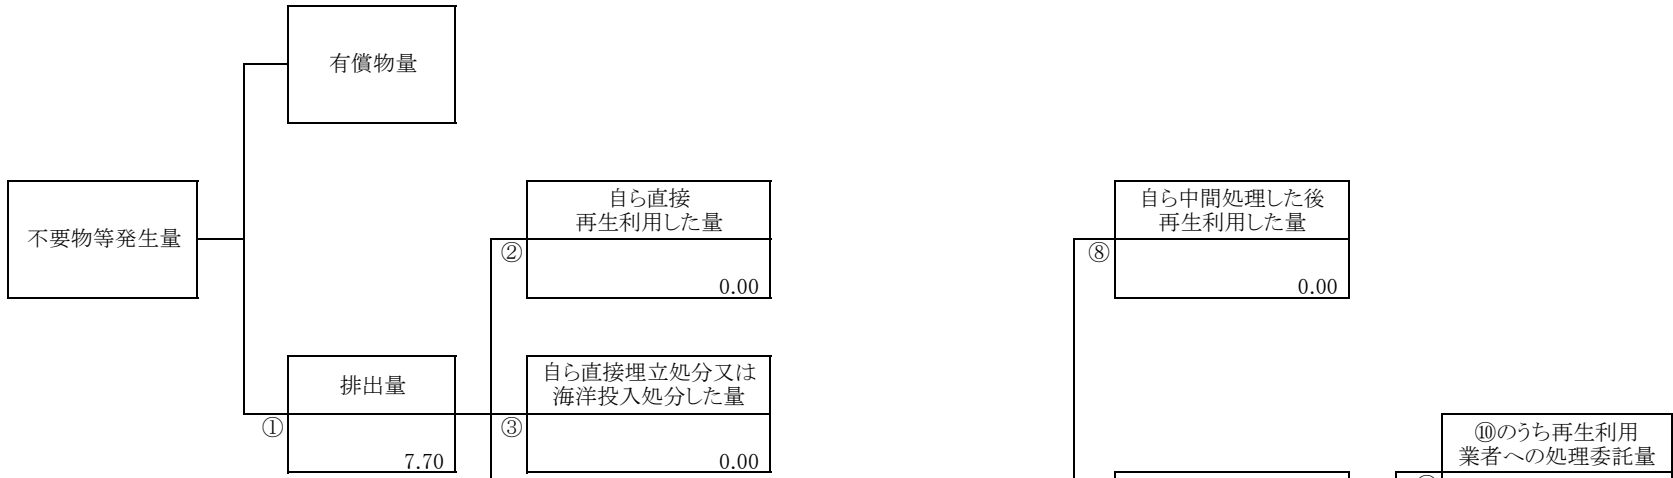 有償物量
不要物等発生量
自ら直接
再生利用した量
②
0.00
自ら中間処理した後
再生利用した量
⑧
0.00
排出量
①
7.70
自ら直接埋立処分又は
海洋投入処分した量
③
0.00
⑩のうち再生利用
業者への処理委託量